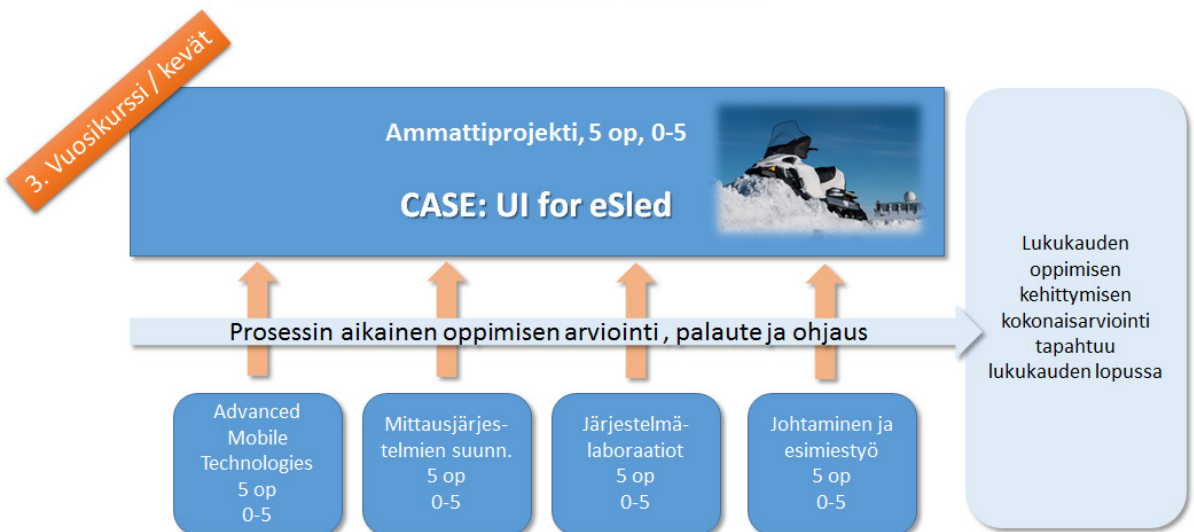 3. Vuosikurssi / kevät
Ammattiprojekti, 5 op, 0-5
CASE: UI for eSled
Prosessin aikainen oppimisen arviointi , palaute ja ohjaus
Advanced
Mobile
Technologies
5 op
0-5
Mittausjärjes-
telmien suunn.
5 op
0-5
Järjestelmä-
laboraatiot
5 op
0-5
Johtaminen ja
esimiestyö
5 op
0-5
Lukukauden
oppimisen
kehittymisen
kokonaisarviointi
tapahtuu
lukukauden lopussa